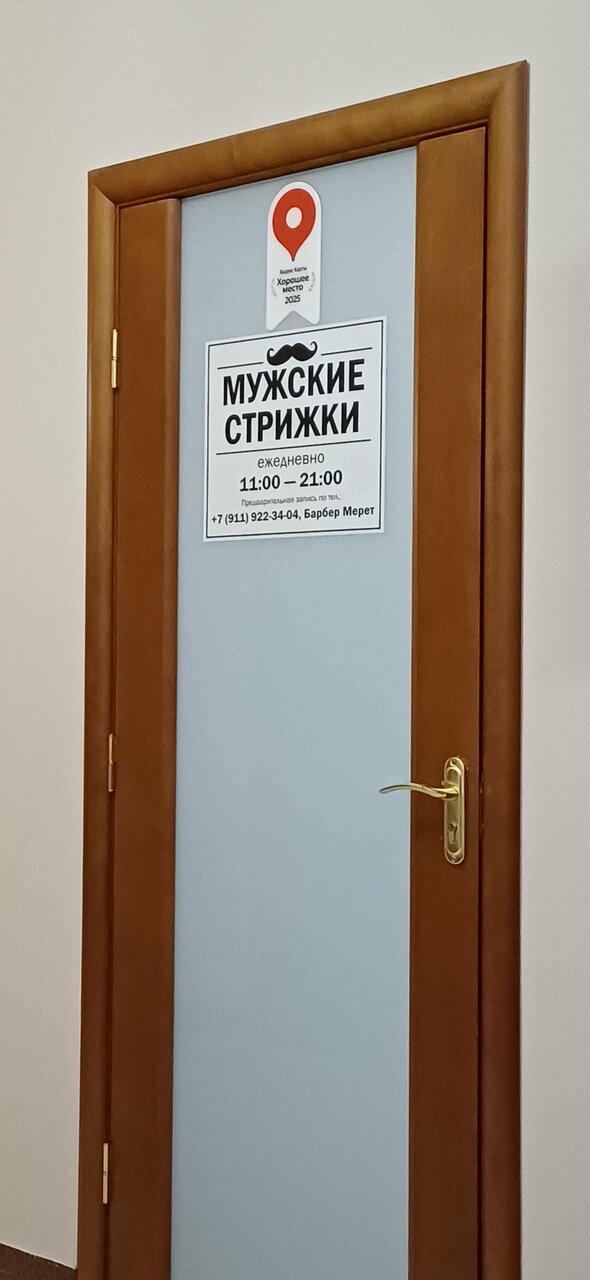 Яндекс Карты
Хорошее
место
2025
МУЖСКИЕ
СТРИЖКИ
ежедневно
11:00 — 21:00
Предварительная запись по тел.:
+7 (911) 922-34-04, Барбер Мерет